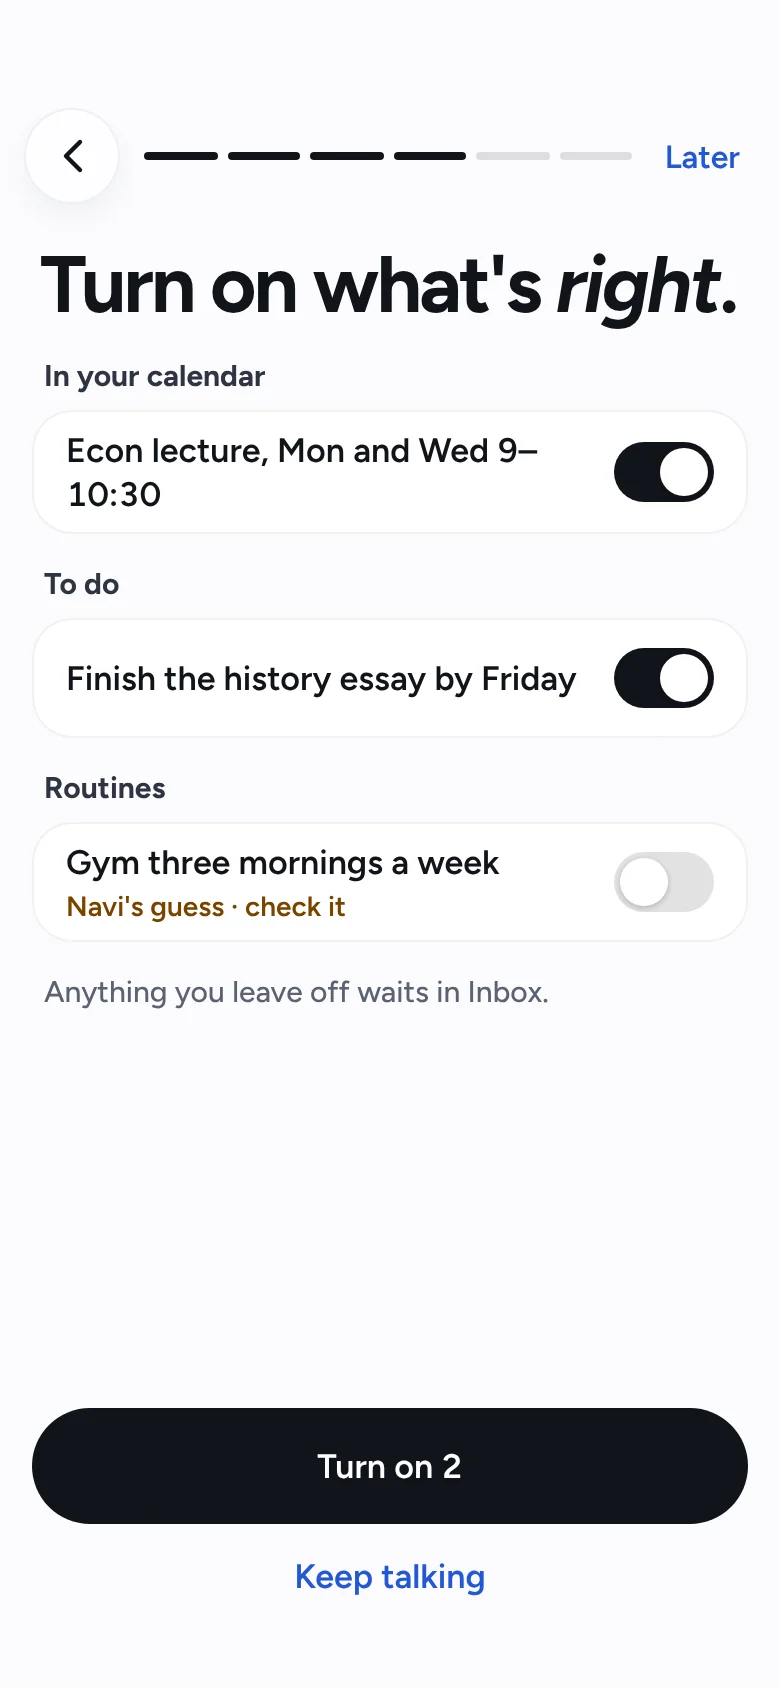 Later
Turn on what's right.
In your calendar
Econ lecture, Mon and Wed 9–
10:30
To do
Finish the history essay by Friday
Routines
Gym three mornings a week
Navi's guess · check it
Anything you leave off waits in Inbox.
Turn on 2
Keep talking